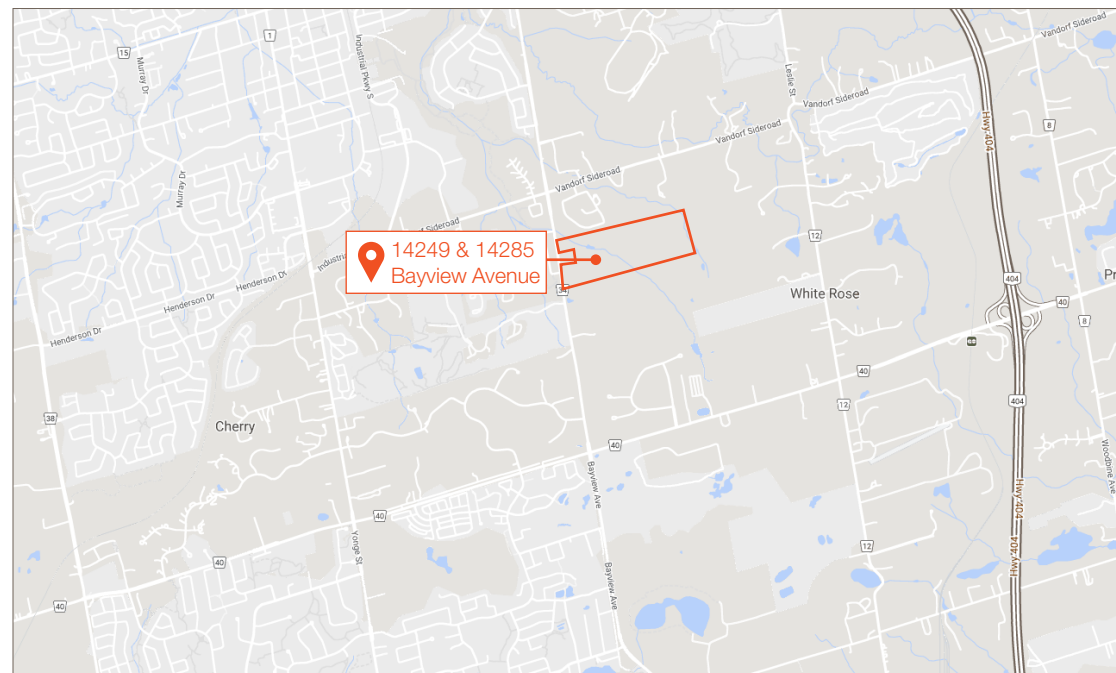 1
15
Murray Dr
Industrial Pkwy S
Leslie St
Vandorf Sideroad
Vandorf Sideroad
Hwy 404
8
Vandorf Sideroad
Murray Dr
Vandorf Sideroad
Vandorf Sideroad
12
14249 & 14285
Bayview Avenue
Henderson Dr
Henderson Dr
Henderson Dr
34
White Rose
404
40
8
40
404
38
12
Cherry
40
Bayview Ave
Woodbine Ave
Hwy 404
40
Yonge St
12
Hwy 404
40
Bayview Ave
40